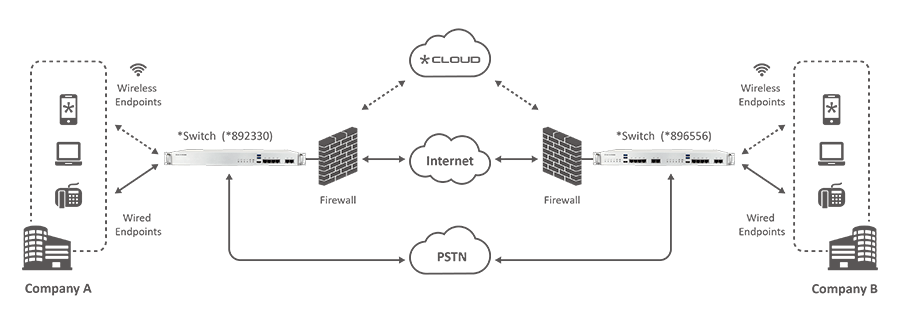 *CLOUD
Wireless
Endpoints
*Switch (*892330)
Firewall
Internet
Firewall
*Switch (*896556)
Wireless
Endpoints
Wired
Endpoints
PSTN
Wired
Endpoints
Company A
Company B